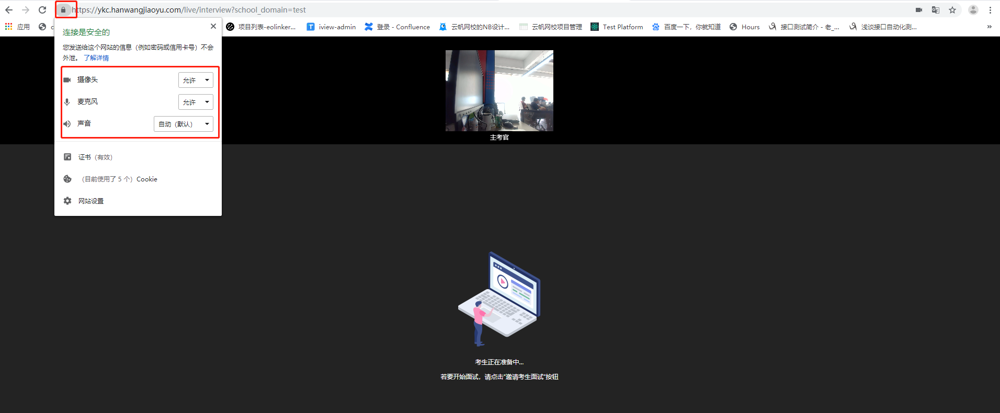 https://ykc.hanwangjiaoyu.com/live/interview?school_domain=test
应用
项目列表-eolinker...
iview-admin
登录 - Confluence
云帆网校的NB设计...
云帆网校项目管理
Test Platform
百度一下，你就知道
Hours
接口测试简介 - 老_...
浅谈接口自动化测...
»
连接是安全的
您发送给这个网站的信息（例如密码或信用卡号）不会
外泄。 了解详情
摄像头
允许
麦克风
允许
声音
自动（默认）
证书 (有效)
（目前使用了 5 个）Cookie
网站设置
主考官
考生正在准备中...
若要开始面试，请点击“邀请考生面试”按钮